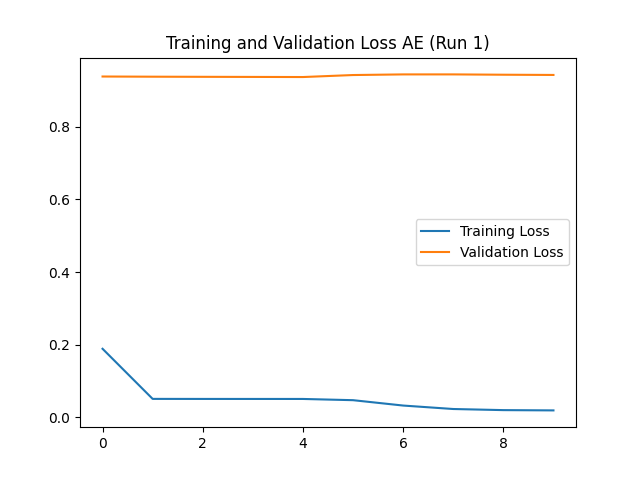 Training and Validation Loss AE (Run 1)
0.8
0.6
0.4
0.2
0.0
Training Loss
Validation Loss
0 2 4 6 8